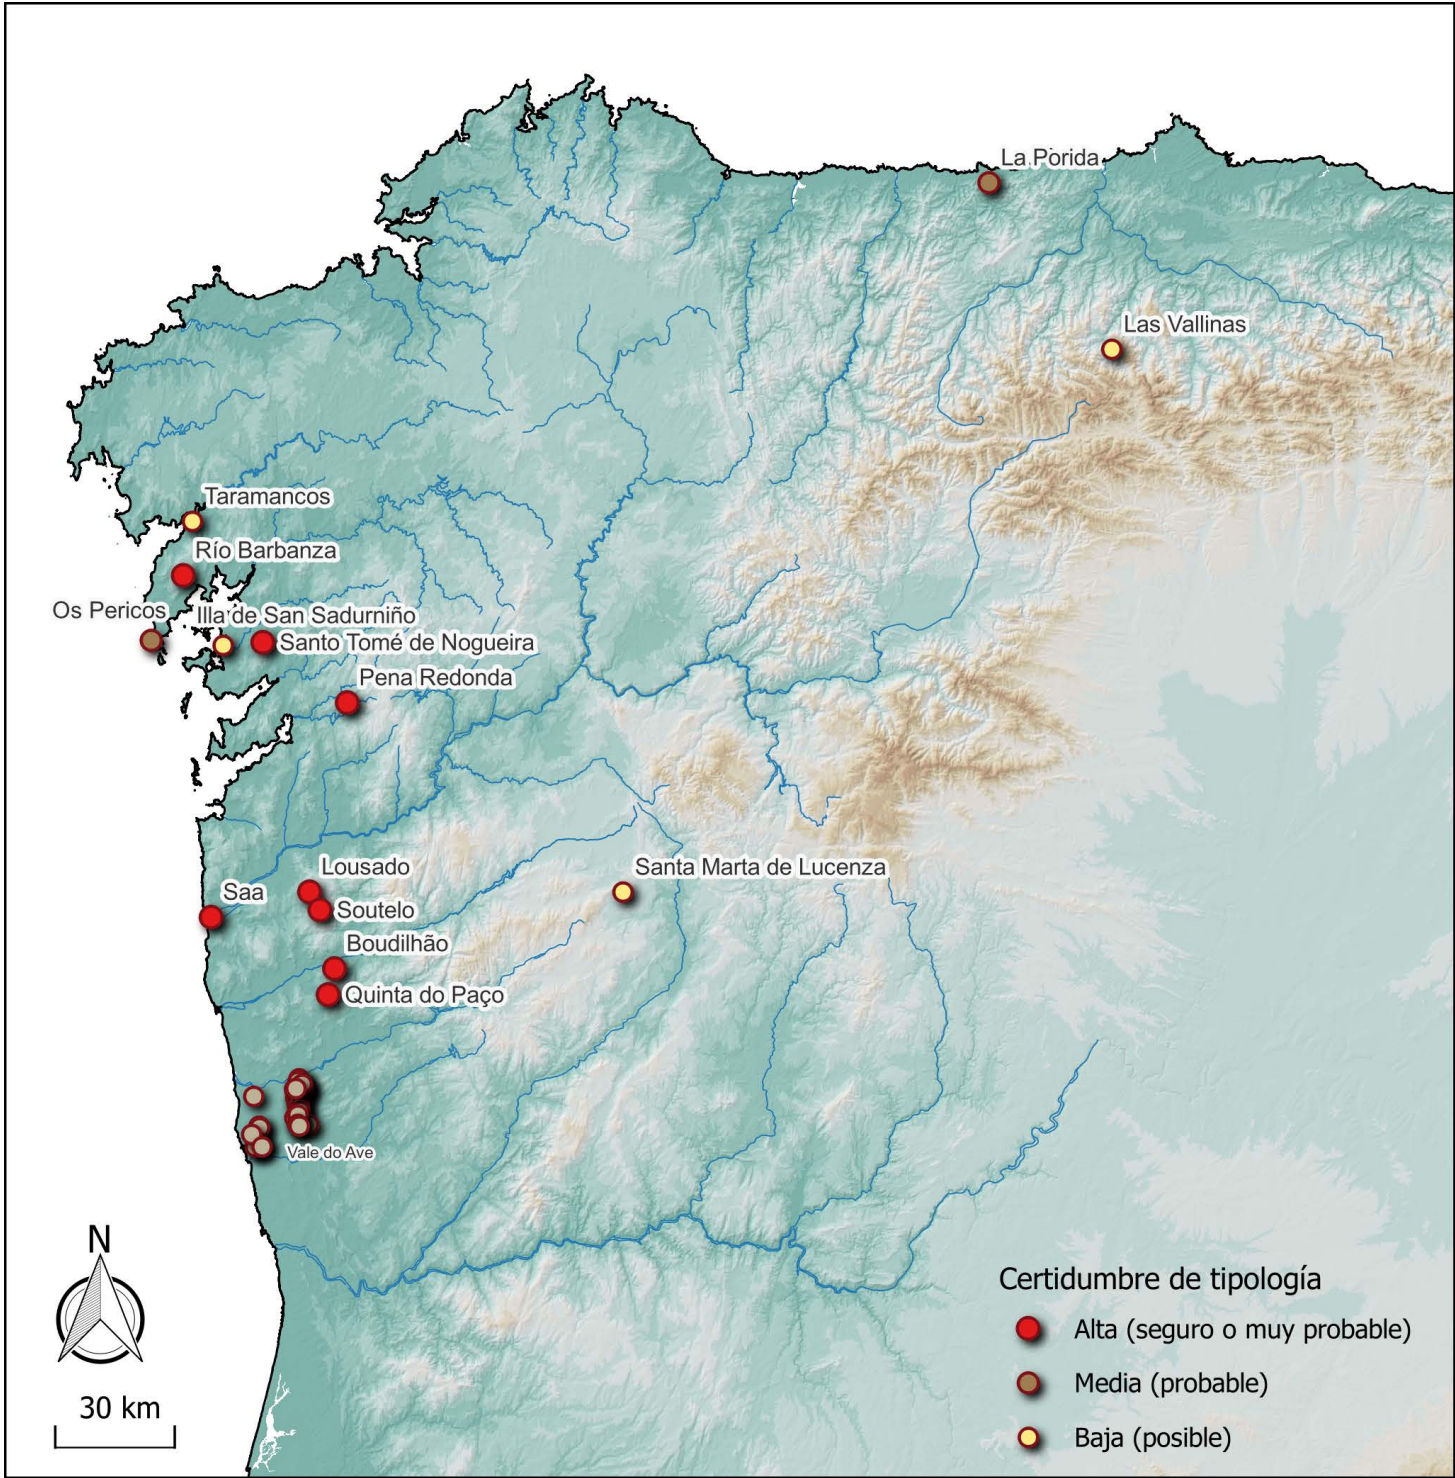 La Porida
Las Vallinas
Taramancos
Río Barbanza
Os Pericos
Illa de San Sadurniño
Santo Tomé de Nogueira
Pena Redonda
Lousado
Santa Marta de Lucenza
Saa
Soutelo
Boudilhão
Quinta do Paço
Vale do Ave
N
30 km
Certidumbre de tipología
Alta (seguro o muy probable)
Media (probable)
Baja (posible)